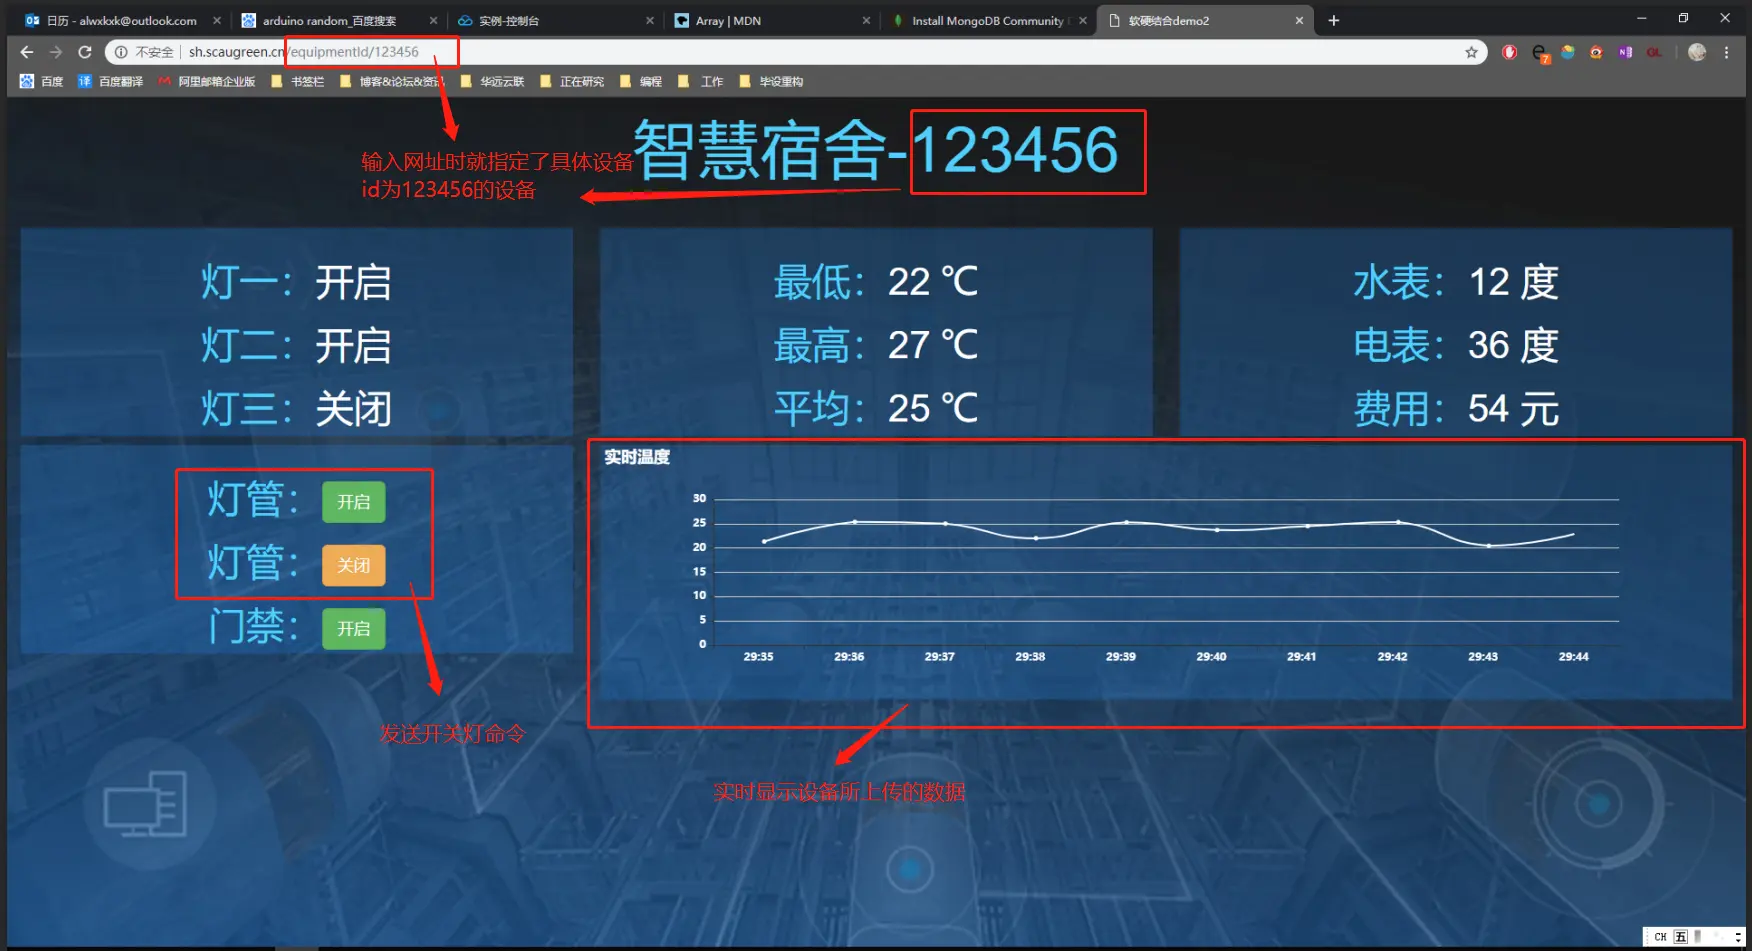 日历 - alwxkxk@outlook.com
arduino random_百度搜索
实例-控制台
Array | MDN
Install MongoDB Community
软硬结合demo2
不安全 | sh.scaugreen.cn/equipmentId/123456
7
百度
译 百度翻译
阿里邮箱企业版
书签栏
博客&论坛&资讯
华远云联
正在研究
编程
工作
毕设重构
智慧宿舍-123456
输入网址时就指定了具体设备
id为123456的设备
灯一：开启
灯二：开启
灯三：关闭
最低：22 ℃
最高：27 ℃
平均：25 ℃
水表：12 度
电表：36 度
费用：54 元
灯管：开启
灯管：关闭
门禁：开启
发送开关灯命令
实时温度
30
25
20
15
10
5
0
29:35 29:36 29:37 29:38 29:39 29:40 29:41 29:42 29:43 29:44
实时显示设备所上传的数据
CH 五